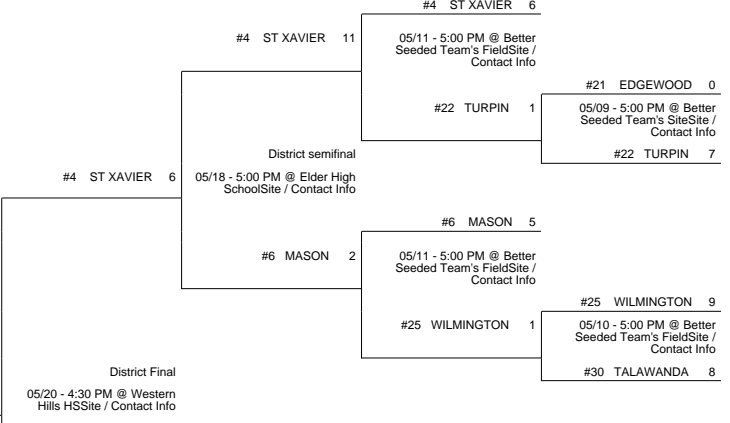 #4 ST XAVIER 6
#4 ST XAVIER 11
05/11 - 5:00 PM @ Better
Seeded Team's FieldSite /
Contact Info
#21 EDGEWOOD 0
#22 TURPIN 1
05/09 - 5:00 PM @ Better
Seeded Team's SiteSite /
Contact Info
#22 TURPIN 7
District semifinal
#4 ST XAVIER 6
05/18 - 5:00 PM @ Elder High
SchoolSite / Contact Info
#6 MASON 5
#6 MASON 2
05/11 - 5:00 PM @ Better
Seeded Team's FieldSite /
Contact Info
#25 WILMINGTON 9
#25 WILMINGTON 1
05/10 - 5:00 PM @ Better
Seeded Team's FieldSite /
Contact Info
#30 TALAWANDA 8
District Final
05/20 - 4:30 PM @ Western
Hills HSSite / Contact Info